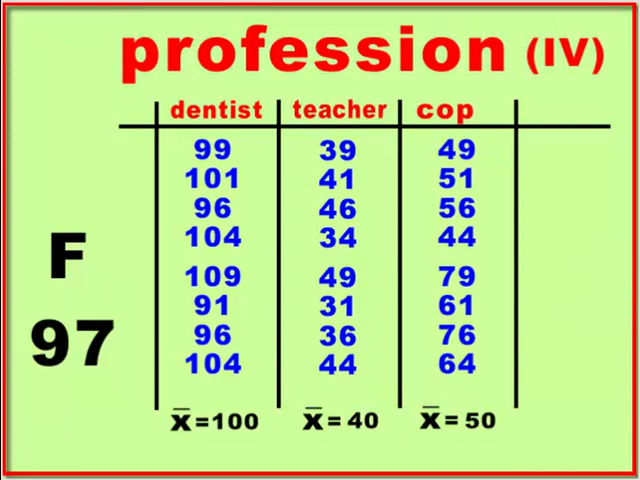 profession (IV)
dentist teacher cop
99 39 49
101 41 51
96 46 56
104 34 44
F
109 49 79
91 31 61
97
96 36 76
104 44 64
x̄ = 100 x̄ = 40 x̄ = 50